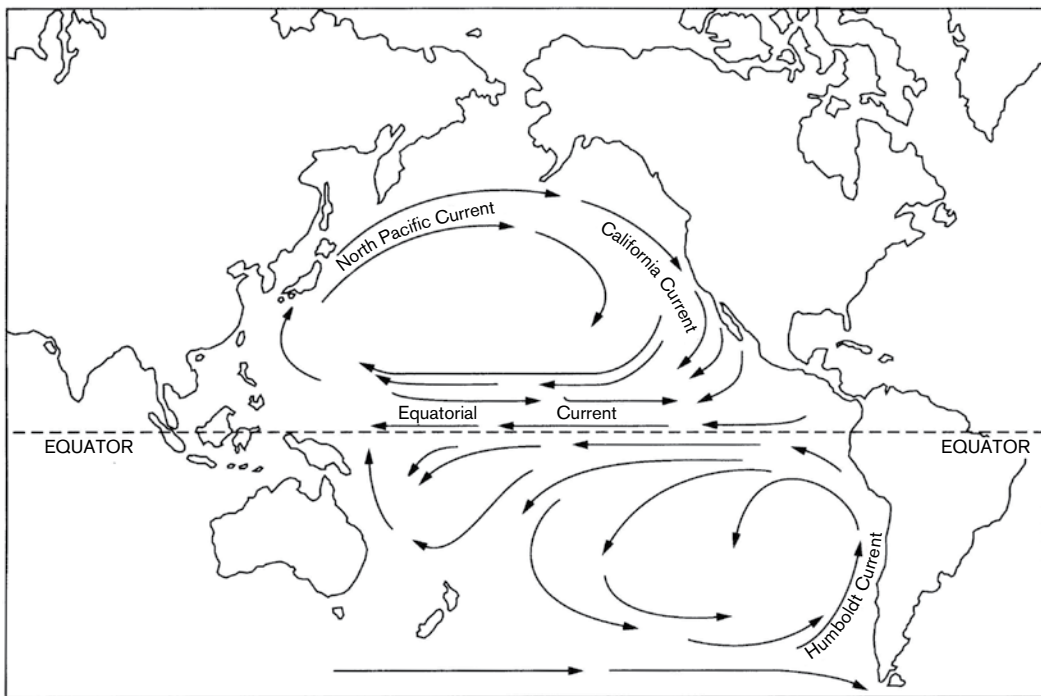 North Pacific Current
California Current
Equatorial Current
EQUATOR
EQUATOR
Humboldt Current